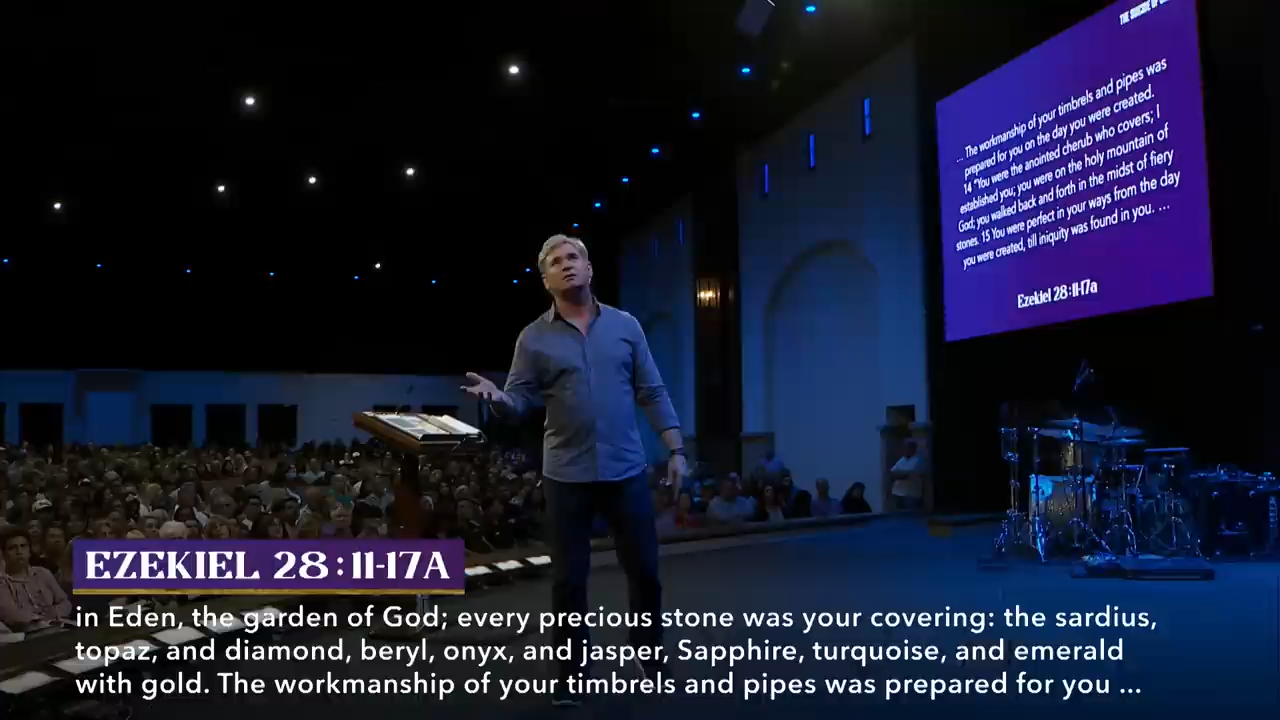 THE SUICIDE OF
... The workmanship of your timbrels and pipes was
prepared for you on the day you were created.
14 "You were the anointed cherub who covers; I
established you; you were on the holy mountain of
God; you walked back and forth in the midst of fiery
stones. 15 You were perfect in your ways from the day
you were created, till iniquity was found in you. ...
Ezekiel 28:11-17a
EZEKIEL 28:11-17A
in Eden, the garden of God; every precious stone was your covering: the sardius,
topaz, and diamond, beryl, onyx, and jasper, Sapphire, turquoise, and emerald
with gold. The workmanship of your timbrels and pipes was prepared for you ...